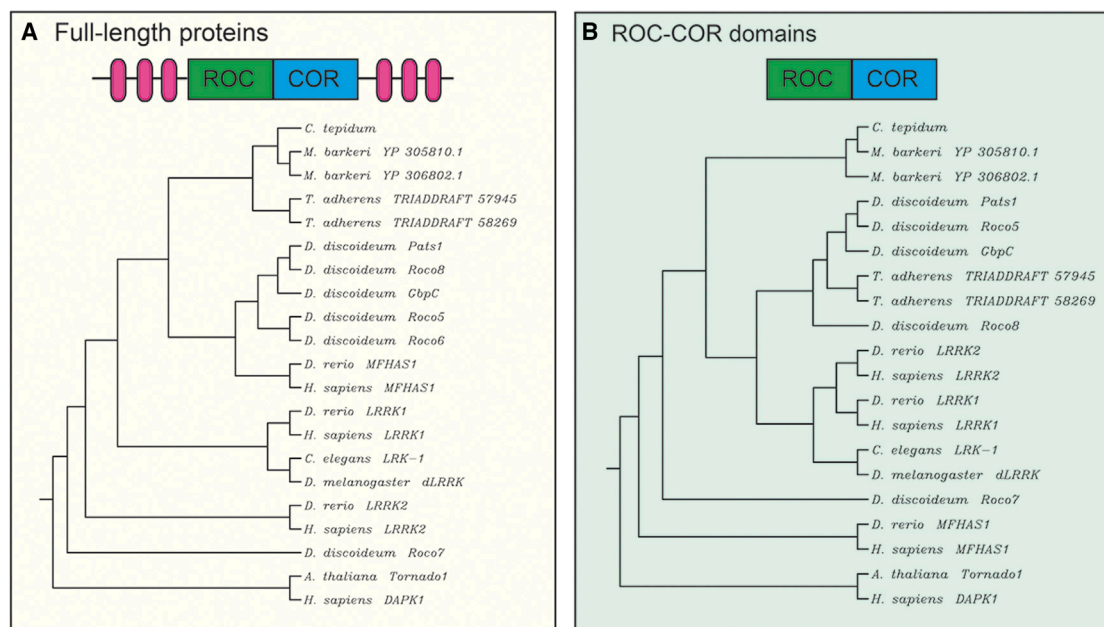 A Full-length proteins
ROC COR
C. tepidum
M. barkeri YP 305810.1
M. barkeri YP 306802.1
T. adherens TRIADDRAFT 57945
T. adherens TRIADDRAFT 58269
D. discoideum Pats1
D. discoideum Roco8
D. discoideum GbpC
D. discoideum Roco5
D. discoideum Roco6
D. rerio MFHAS1
H. sapiens MFHAS1
D. rerio LRRK1
H. sapiens LRRK1
C. elegans LRK-1
D. melanogaster dLRRK
D. rerio LRRK2
H. sapiens LRRK2
D. discoideum Roco7
A. thaliana Tornado1
H. sapiens DAPK1
B ROC-COR domains
ROC COR
C. tepidum
M. barkeri YP 305810.1
M. barkeri YP 306802.1
D. discoideum Pats1
D. discoideum Roco5
D. discoideum GbpC
T. adherens TRIADDRAFT 57945
T. adherens TRIADDRAFT 58269
D. discoideum Roco8
D. rerio LRRK2
H. sapiens LRRK2
D. rerio LRRK1
H. sapiens LRRK1
C. elegans LRK-1
D. melanogaster dLRRK
D. discoideum Roco7
D. rerio MFHAS1
H. sapiens MFHAS1
A. thaliana Tornado1
H. sapiens DAPK1